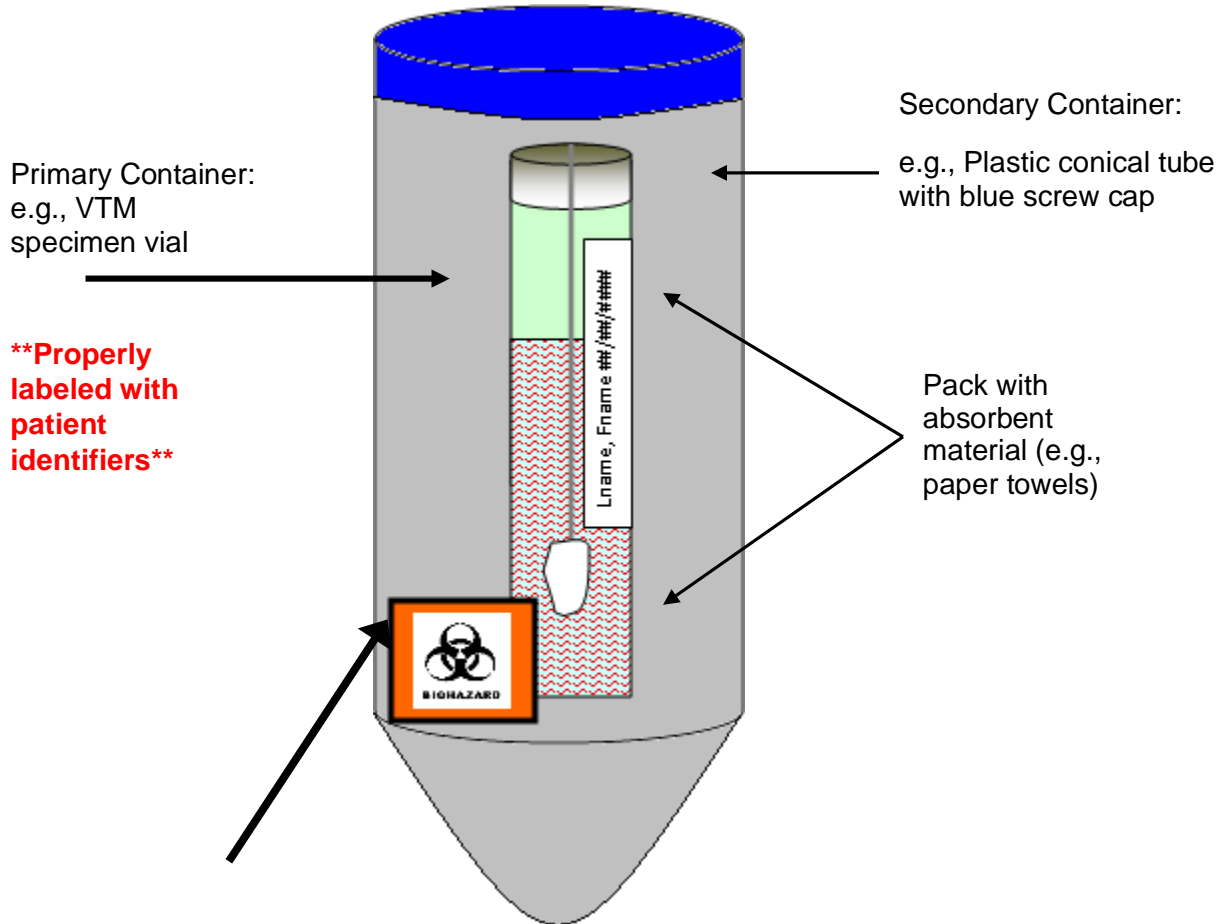 Primary Container:
e.g., VTM
specimen vial
**Properly
labeled with
patient
identifiers**
Secondary Container:
e.g., Plastic conical tube
with blue screw cap
Pack with
absorbent
material (e.g.,
paper towels)
Lname, Fname ##/##/####
BIOHAZARD